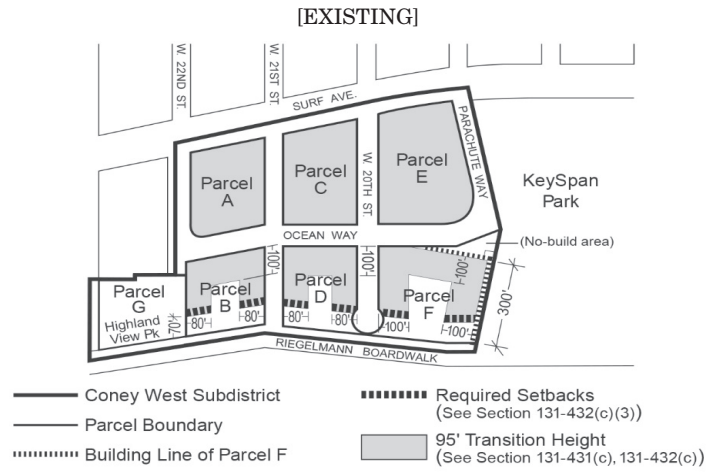 [EXISTING]
W. 22ND ST.
W. 21ST ST.
SURF AVE.
PARACHUTE WAY
Parcel
A
Parcel
C
W. 20TH ST.
Parcel
E
KeySpan
Park
OCEAN WAY
(No-build area)
100'
100'
100'
300'
Parcel
G
Highland
View Pk
70'
Parcel
B
80'
80'
Parcel
D
80'
80'
Parcel
F
100'
100'
RIEGELMANN BOARDWALK
Coney West Subdistrict
Parcel Boundary
Building Line of Parcel F
Required Setbacks
(See Section 131-432(c)(3))
95' Transition Height
(See Section 131-431(c), 131-432(c))